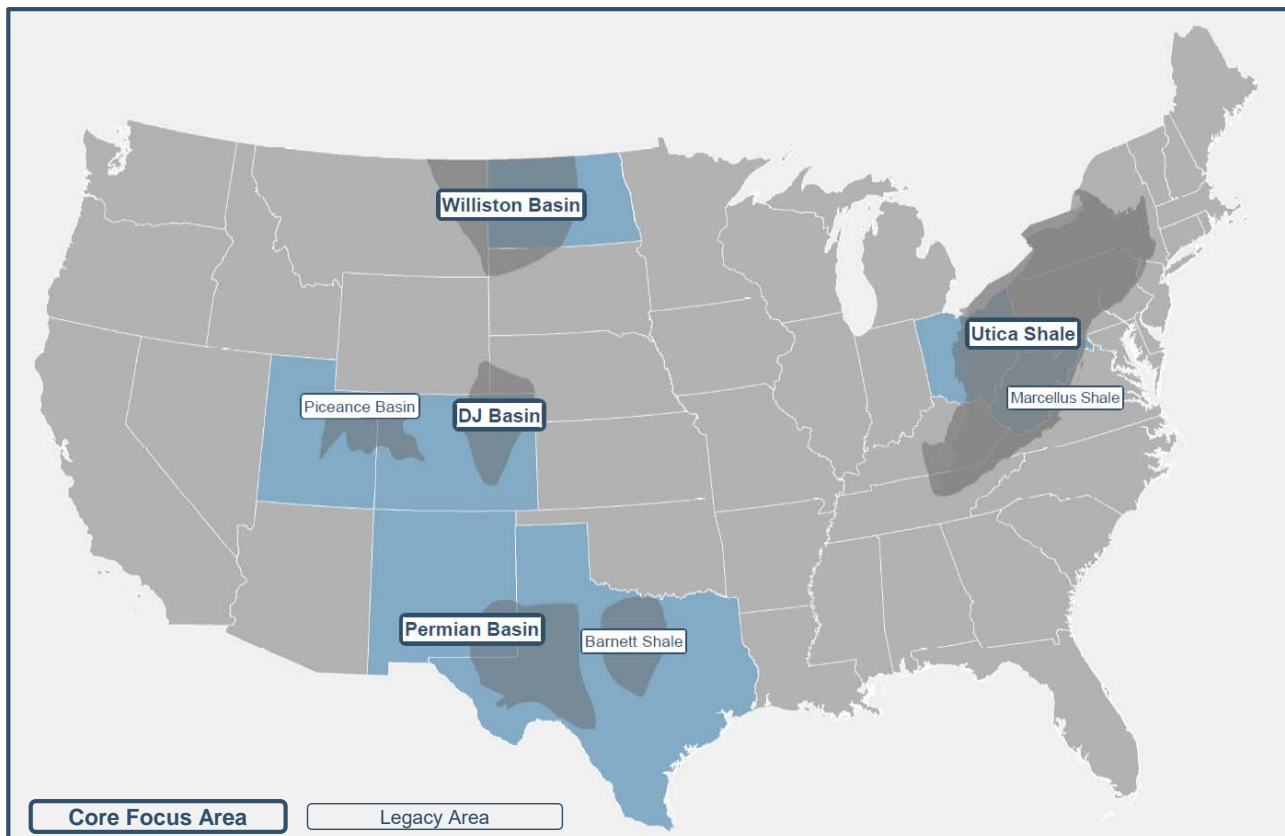 Williston Basin
Utica Shale
Piceance Basin
DJ Basin
Marcellus Shale
Permian Basin
Barnett Shale
Core Focus Area
Legacy Area